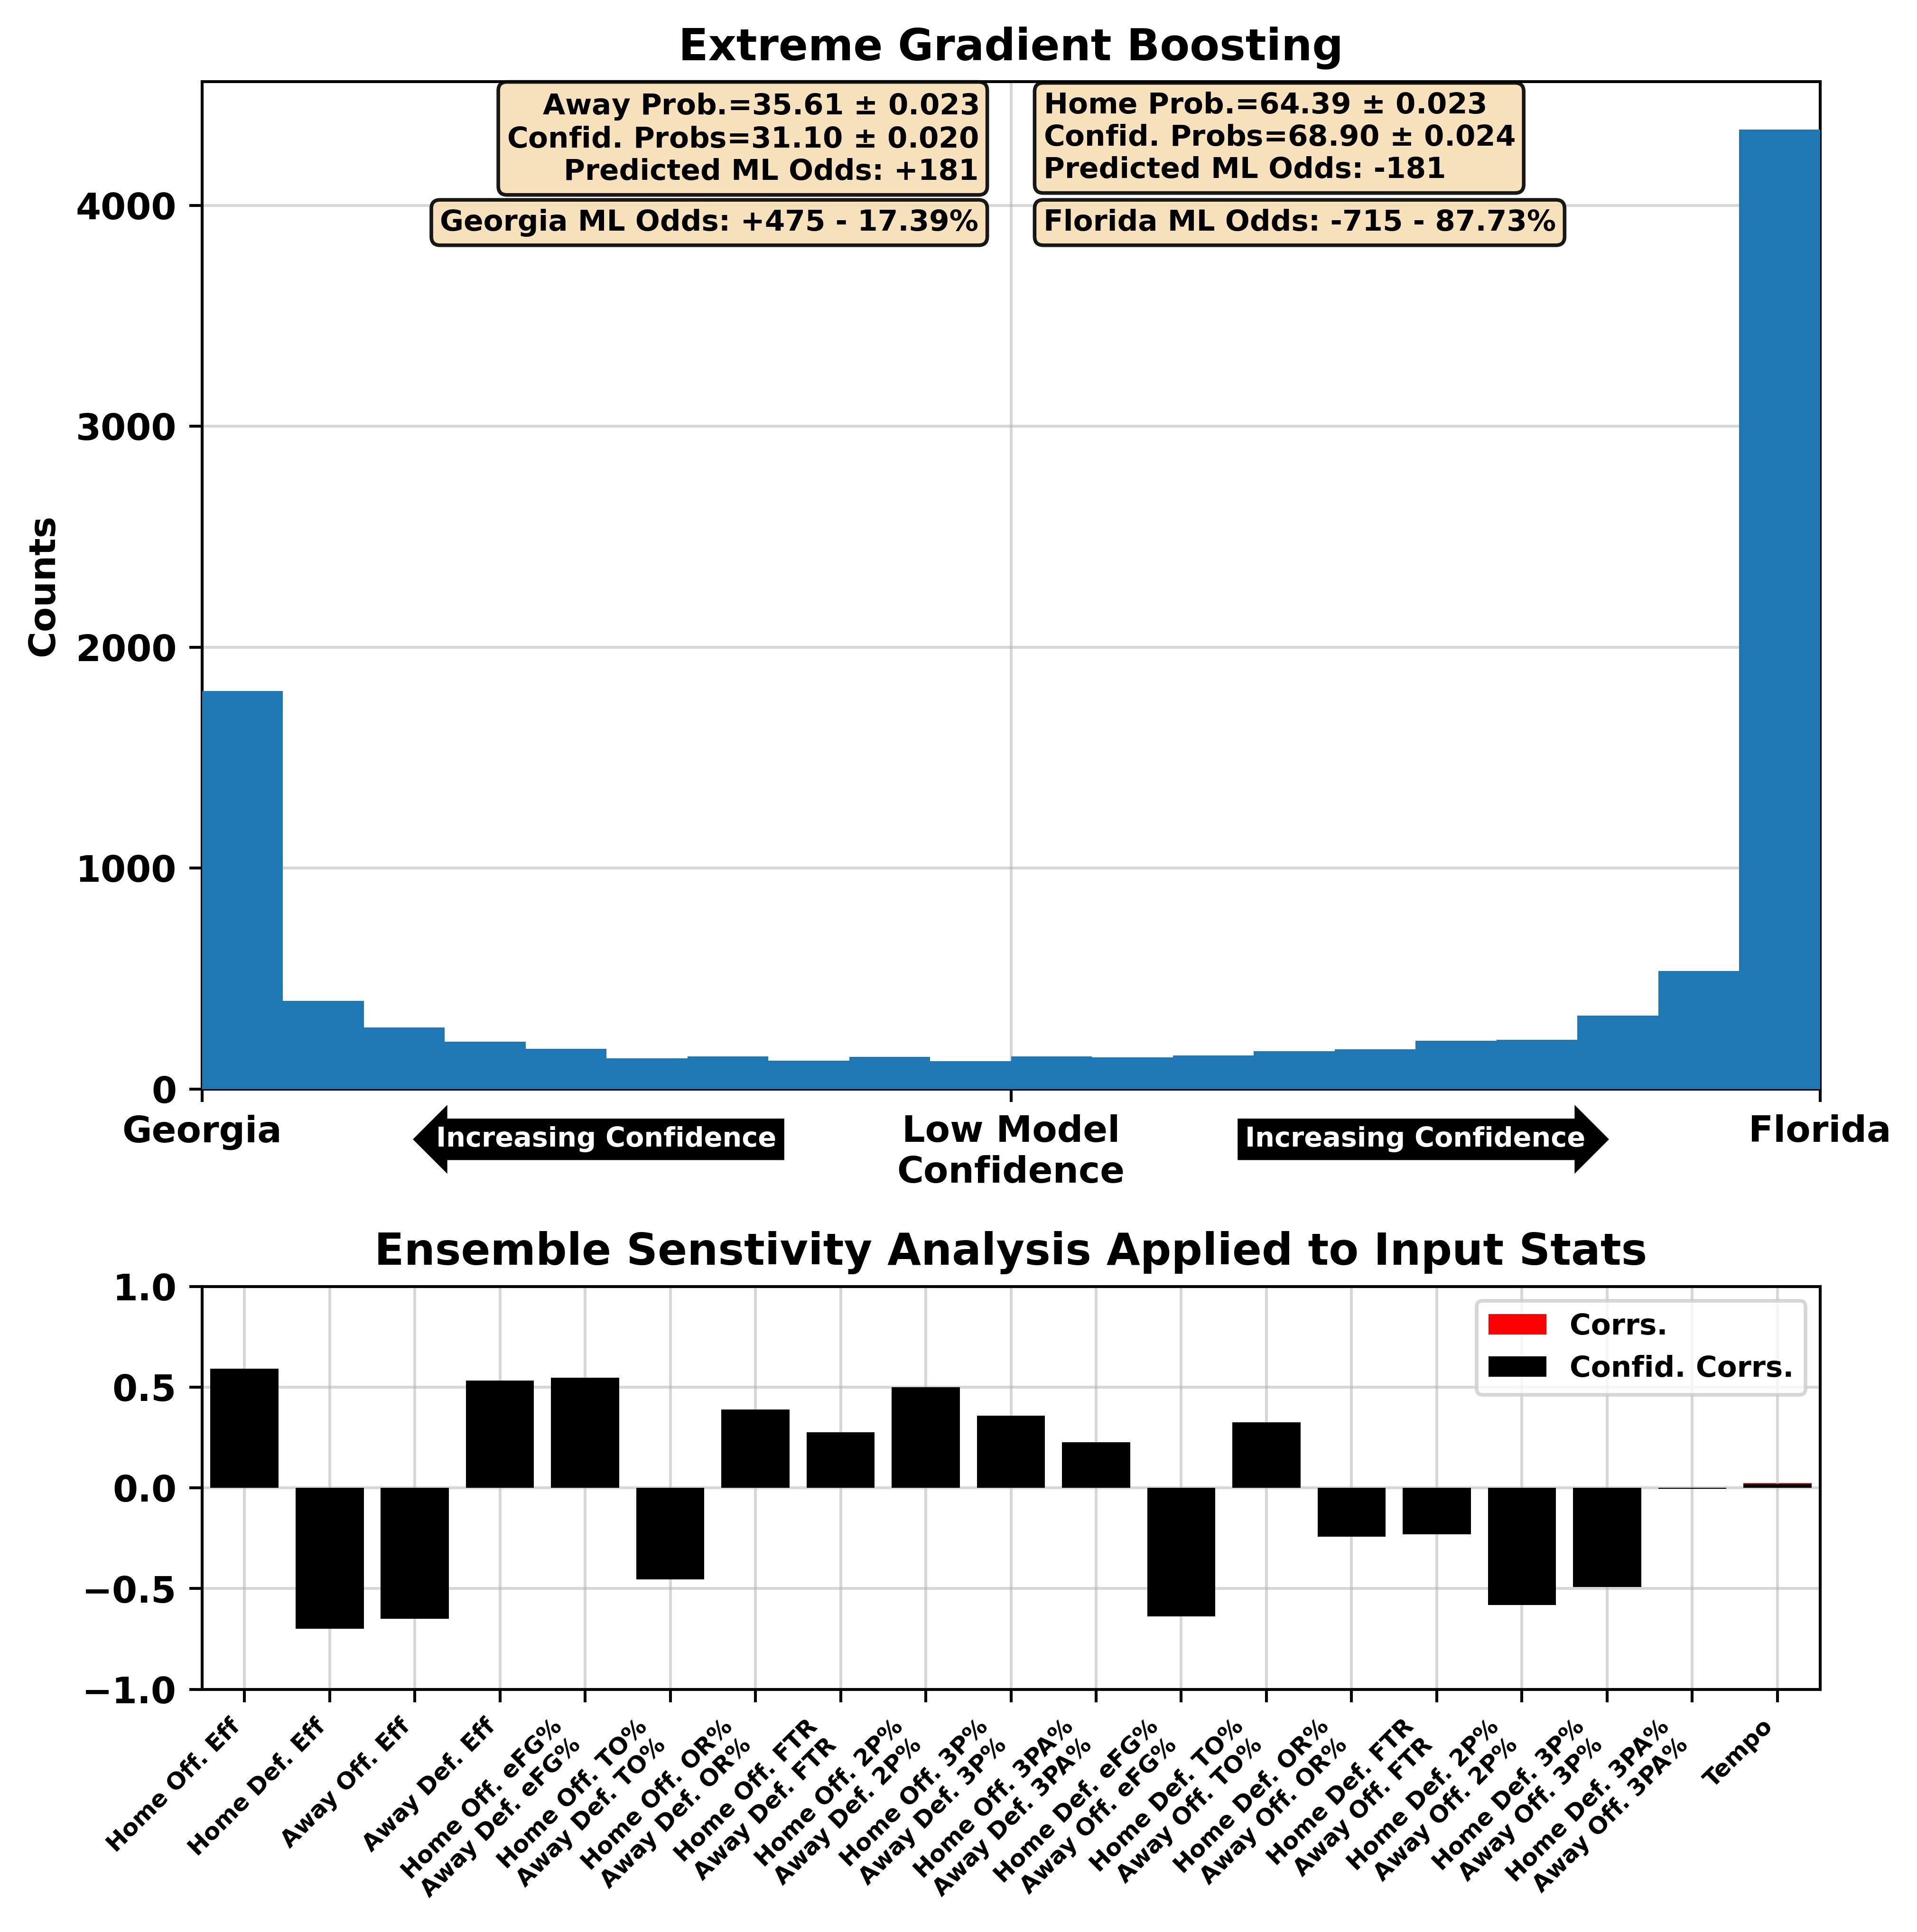 Extreme Gradient Boosting
Away Prob.=35.61 ± 0.023
Confid. Probs=31.10 ± 0.020
Predicted ML Odds: +181
Home Prob.=64.39 ± 0.023
Confid. Probs=68.90 ± 0.024
Predicted ML Odds: -181
Georgia ML Odds: +475 - 17.39%
Florida ML Odds: -715 - 87.73%
Counts
4000
3000
2000
1000
0
Georgia
Increasing Confidence
Low Model
Confidence
Increasing Confidence
Florida
Ensemble Senstivity Analysis Applied to Input Stats
Corrs.
Confid. Corrs.
1.0
0.5
0.0
−0.5
−1.0
Home Off. Eff
Home Def. Eff
Away Off. Eff
Away Def. Eff
Home Off. eFG%
Away Def. eFG%
Home Off. TO%
Away Def. TO%
Home Off. OR%
Away Def. OR%
Home Off. FTR
Away Def. FTR
Home Off. 2P%
Away Def. 2P%
Home Off. 3P%
Away Def. 3P%
Home Off. 3PA%
Away Def. 3PA%
Home Def. eFG%
Away Off. eFG%
Home Def. TO%
Away Off. TO%
Home Def. OR%
Away Off. OR%
Home Def. FTR
Away Off. FTR
Home Def. 2P%
Away Off. 2P%
Home Def. 3P%
Away Off. 3P%
Home Def. 3PA%
Away Off. 3PA%
Tempo